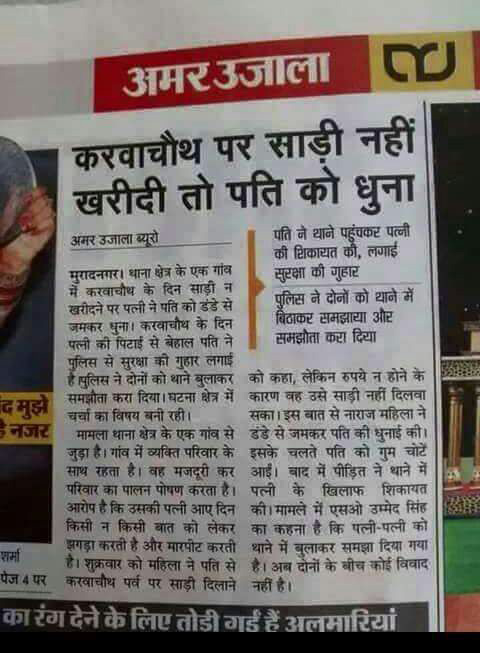 अमर उजाला
करवाचौथ पर साड़ी नहीं
खरीदी तो पति को धुना
अमर उजाला ब्यूरो
मुरादनगर। थाना क्षेत्र के एक गांव
में करवाचौथ के दिन साड़ी न
खरीदने पर पत्नी ने पति को डंडे से
जमकर धुना। करवाचौथ के दिन
पत्नी की पिटाई से बेहाल पति ने
पुलिस से सुरक्षा की गुहार लगाई
है।पुलिस ने दोनों को थाने बुलाकर
समझौता करा दिया। घटना क्षेत्र में
चर्चा का विषय बनी रही।
मामला थाना क्षेत्र के एक गांव से
जुड़ा है। गांव में व्यक्ति परिवार के
साथ रहता है। वह मजदूरी कर
परिवार का पालन पोषण करता है।
आरोप है कि उसकी पत्नी आए दिन
किसी न किसी बात को लेकर
झगड़ा करती है और मारपीट करती
है। शुक्रवार को महिला ने पति से
करवाचौथ पर्व पर साड़ी दिलाने
पति ने थाने पहुंचकर पत्नी
की शिकायत की, लगाई
सुरक्षा की गुहार
पुलिस ने दोनों को थाने में
बिठाकर समझाया और
समझौता करा दिया
को कहा, लेकिन रुपये न होने के
कारण वह उसे साड़ी नहीं दिलवा
सका। इस बात से नाराज महिला ने
डंडे से जमकर पति की धुनाई की।
इसके चलते पति को गुम चोटें
आईं। बाद में पीड़ित ने थाने में
पत्नी के खिलाफ शिकायत
की। मामले में एसओ उम्मेद सिंह
का कहना है कि पत्नी-पत्नी को
थाने में बुलाकर समझा दिया गया
है। अब दोनों के बीच कोई विवाद
नहीं है।
मुझे
नजर
शर्मा
पेज 4 पर
का रंग देने के लिए तोड़ी गईं हैं अलमारियां